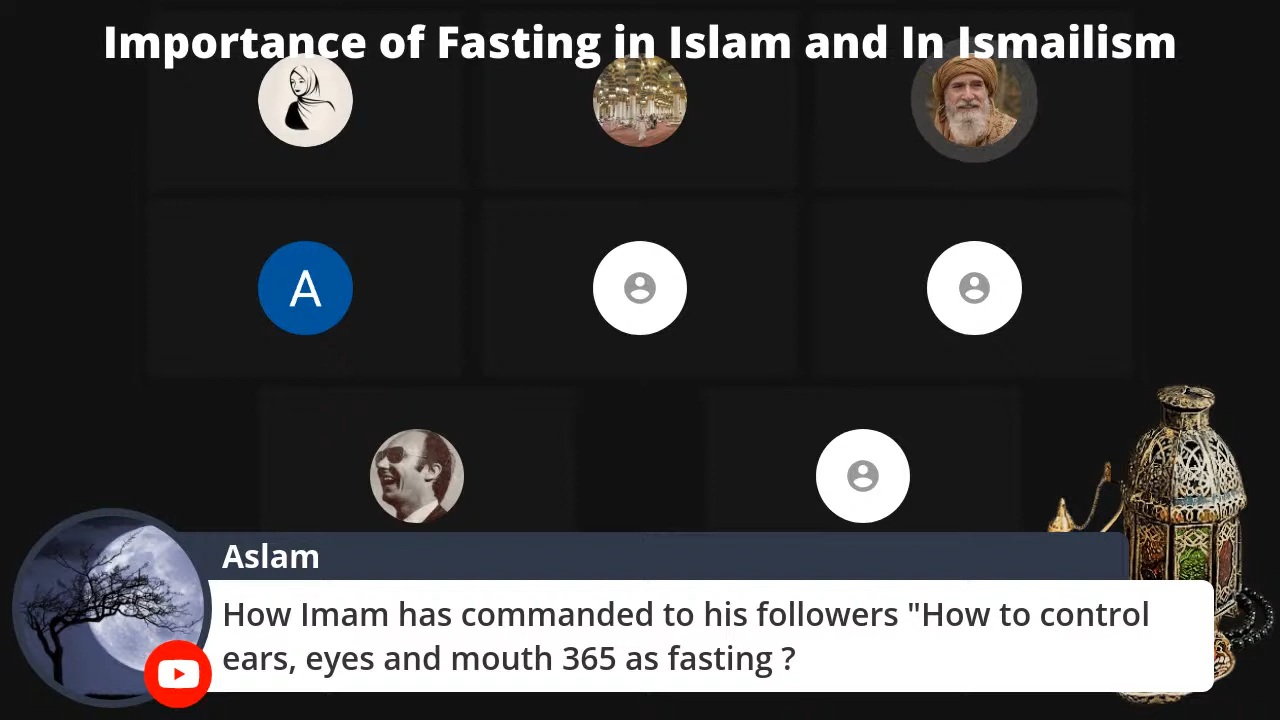 Importance of Fasting in Islam and In Ismailism
A
Aslam
How Imam has commanded to his followers "How to control
ears, eyes and mouth 365 as fasting ?